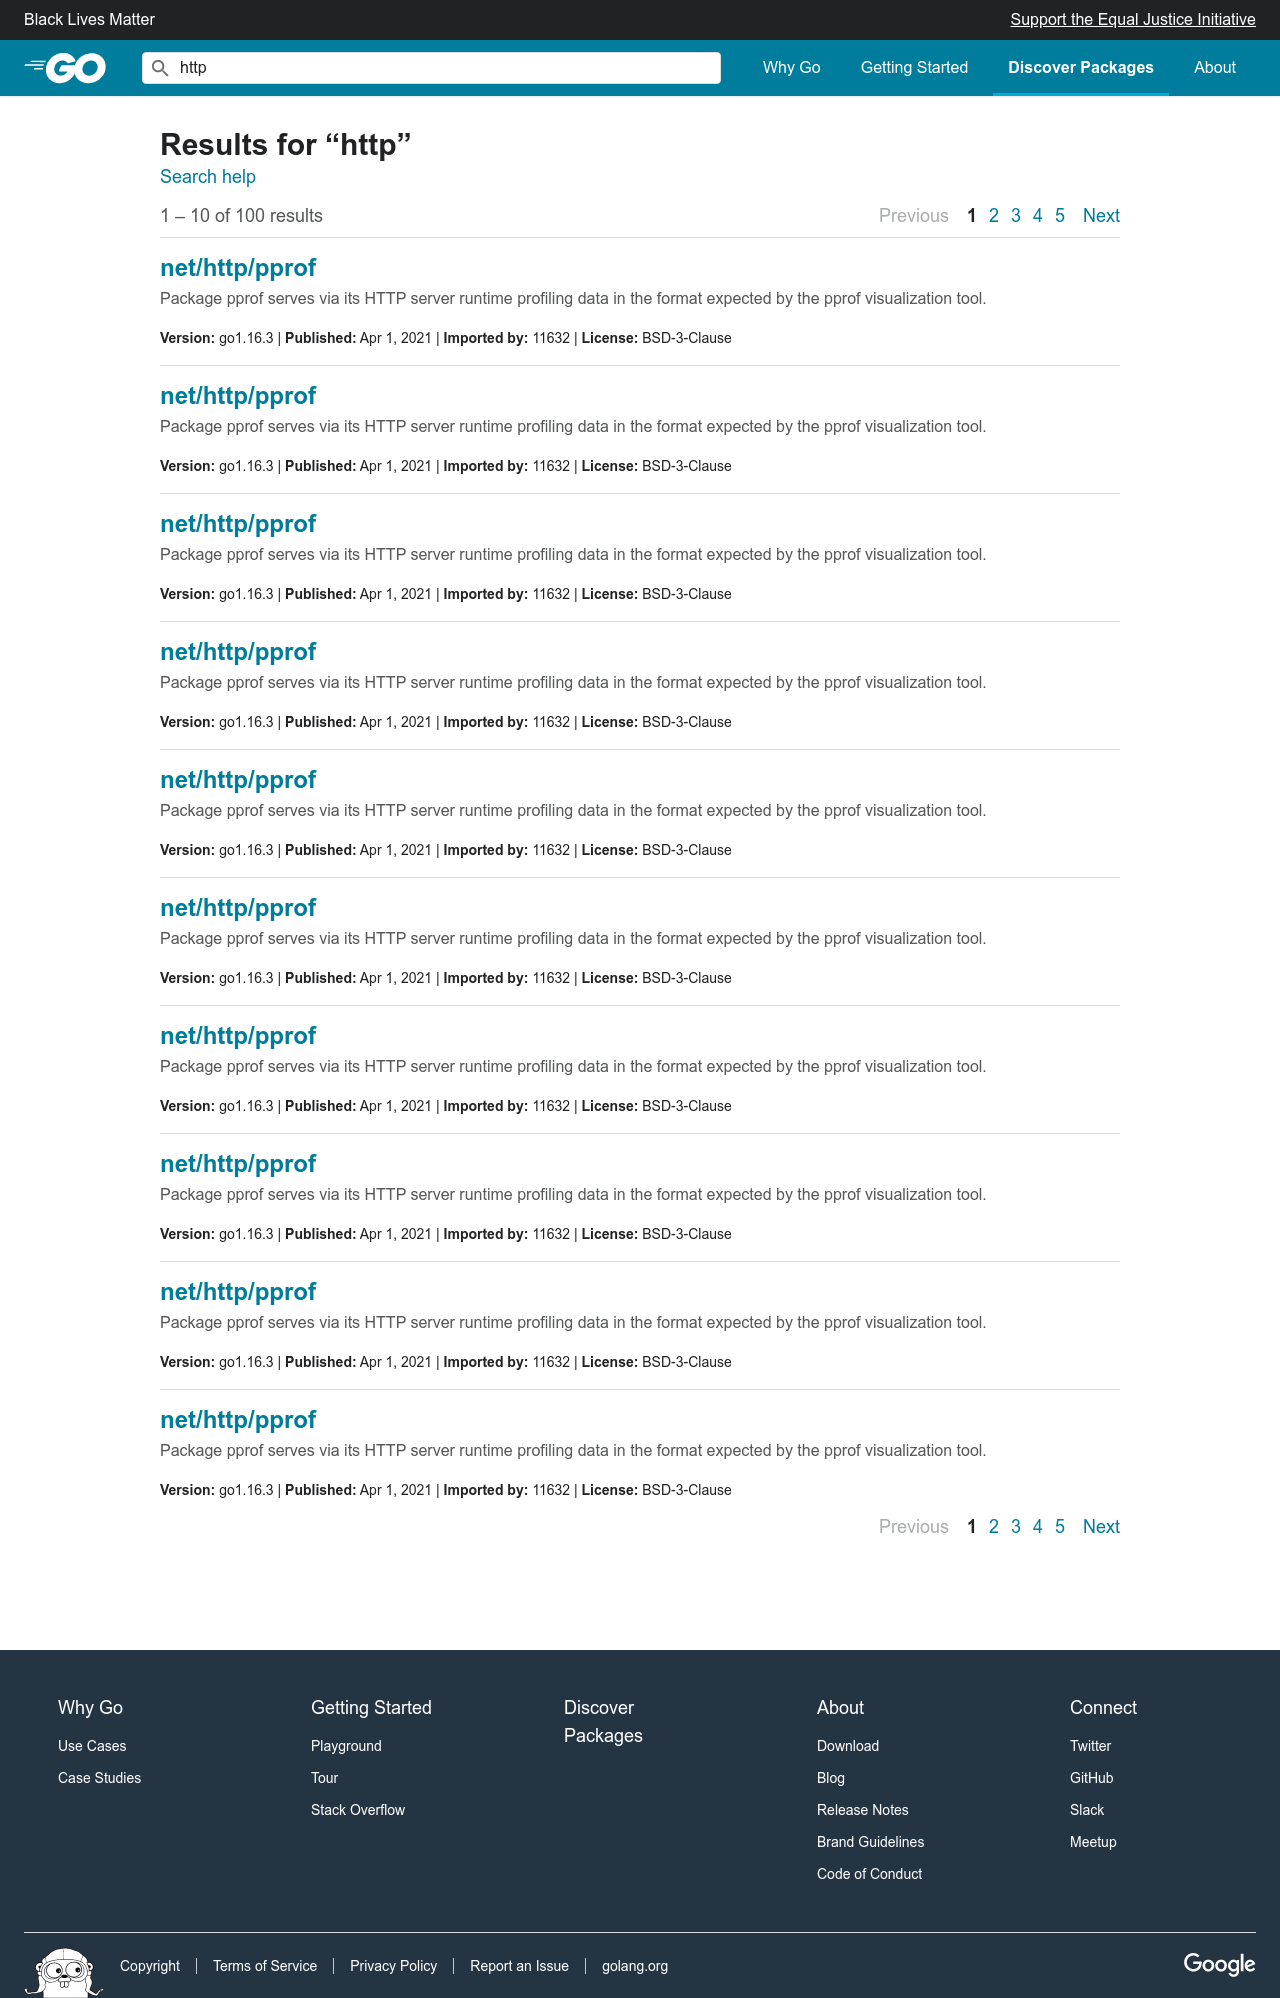 Black Lives Matter
Support the Equal Justice Initiative
GO
http
Why Go
Getting Started
Discover Packages
About
Results for “http”
Search help
1 – 10 of 100 results
Previous 1 2 3 4 5 Next
net/http/pprof
Package pprof serves via its HTTP server runtime profiling data in the format expected by the pprof visualization tool.
Version: go1.16.3 | Published: Apr 1, 2021 | Imported by: 11632 | License: BSD-3-Clause
net/http/pprof
Package pprof serves via its HTTP server runtime profiling data in the format expected by the pprof visualization tool.
Version: go1.16.3 | Published: Apr 1, 2021 | Imported by: 11632 | License: BSD-3-Clause
net/http/pprof
Package pprof serves via its HTTP server runtime profiling data in the format expected by the pprof visualization tool.
Version: go1.16.3 | Published: Apr 1, 2021 | Imported by: 11632 | License: BSD-3-Clause
net/http/pprof
Package pprof serves via its HTTP server runtime profiling data in the format expected by the pprof visualization tool.
Version: go1.16.3 | Published: Apr 1, 2021 | Imported by: 11632 | License: BSD-3-Clause
net/http/pprof
Package pprof serves via its HTTP server runtime profiling data in the format expected by the pprof visualization tool.
Version: go1.16.3 | Published: Apr 1, 2021 | Imported by: 11632 | License: BSD-3-Clause
net/http/pprof
Package pprof serves via its HTTP server runtime profiling data in the format expected by the pprof visualization tool.
Version: go1.16.3 | Published: Apr 1, 2021 | Imported by: 11632 | License: BSD-3-Clause
net/http/pprof
Package pprof serves via its HTTP server runtime profiling data in the format expected by the pprof visualization tool.
Version: go1.16.3 | Published: Apr 1, 2021 | Imported by: 11632 | License: BSD-3-Clause
net/http/pprof
Package pprof serves via its HTTP server runtime profiling data in the format expected by the pprof visualization tool.
Version: go1.16.3 | Published: Apr 1, 2021 | Imported by: 11632 | License: BSD-3-Clause
net/http/pprof
Package pprof serves via its HTTP server runtime profiling data in the format expected by the pprof visualization tool.
Version: go1.16.3 | Published: Apr 1, 2021 | Imported by: 11632 | License: BSD-3-Clause
net/http/pprof
Package pprof serves via its HTTP server runtime profiling data in the format expected by the pprof visualization tool.
Version: go1.16.3 | Published: Apr 1, 2021 | Imported by: 11632 | License: BSD-3-Clause
Previous 1 2 3 4 5 Next
Why Go
Use Cases
Case Studies
Getting Started
Playground
Tour
Stack Overflow
Discover
Packages
About
Download
Blog
Release Notes
Brand Guidelines
Code of Conduct
Connect
Twitter
GitHub
Slack
Meetup
Copyright
Terms of Service
Privacy Policy
Report an Issue
golang.org
Google